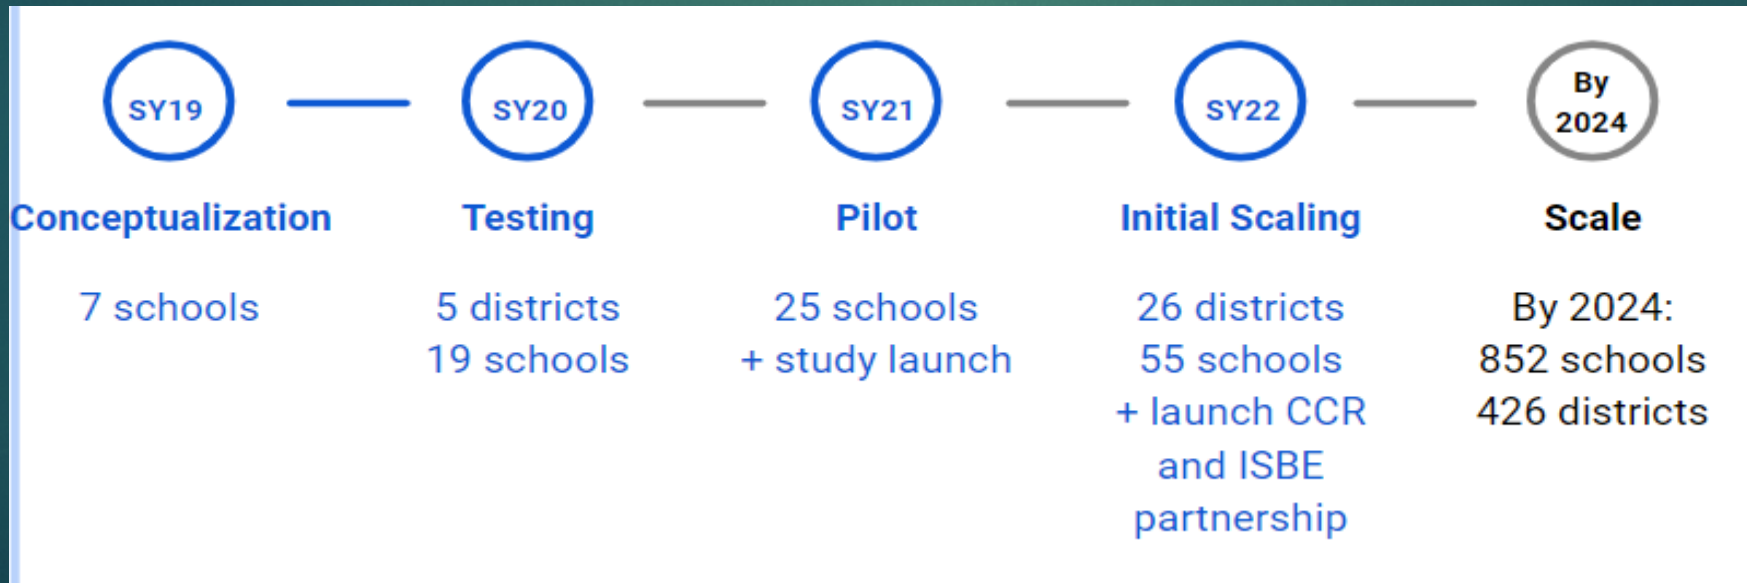 SY19
Conceptualization
7 schools
SY20
Testing
5 districts
19 schools
SY21
Pilot
25 schools
+ study launch
SY22
Initial Scaling
26 districts
55 schools
+ launch CCR
and ISBE
partnership
By
2024
Scale
By 2024:
852 schools
426 districts